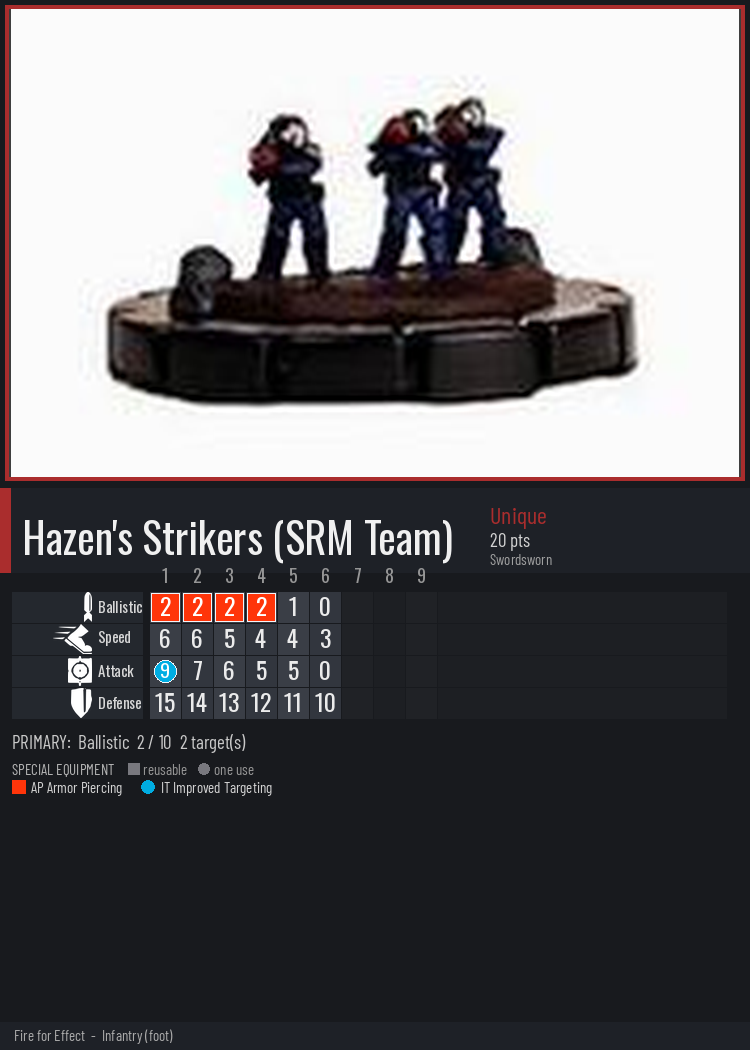 Hazen's Strikers (SRM Team)
Unique
20 pts
Swordsworn
1 2 3 4 5 6 7 8 9
Ballistic 2 2 2 2 1 0
Speed 6 6 5 4 4 3
Attack 9 7 6 5 5 0
Defense 15 14 13 12 11 10
PRIMARY: Ballistic 2 / 10 2 target(s)
SPECIAL EQUIPMENT reusable one use
AP Armor Piercing IT Improved Targeting
Fire for Effect - Infantry (foot)